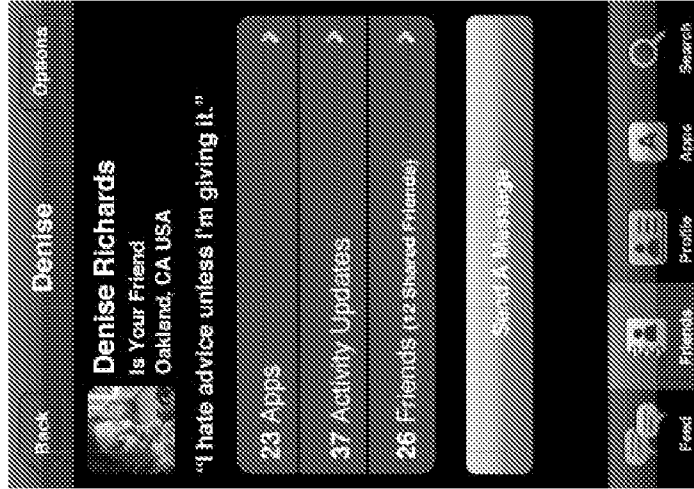 Back Denise Options
Denise Richards
Is Your Friend
Oakland, CA USA
“I hate advice unless I’m giving it.”
23 Apps
37 Activity Updates
26 Friends (12 Shared Friends)
Send A Message
Feed Friends Profile Apps Search